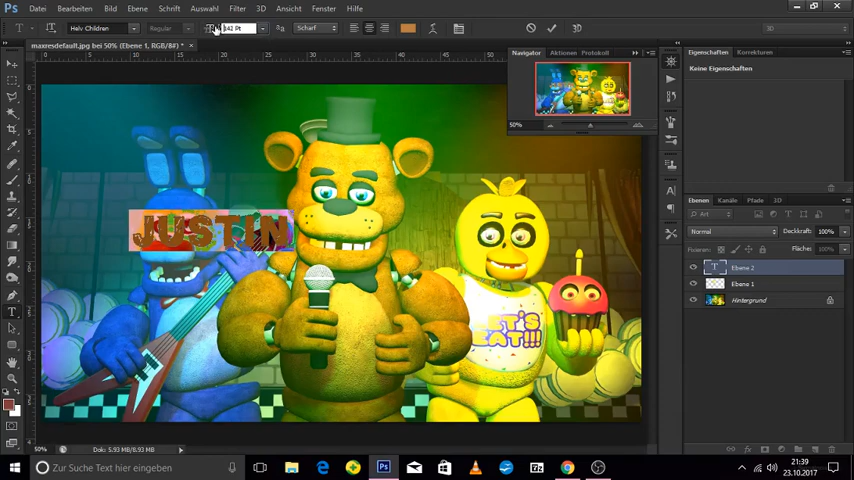 Datei Bearbeiten Bild Ebene Schrift Auswahl Filter 3D Ansicht Fenster Hilfe
Helv Children Regular 142 Pt Scharf 3D
maxresdefault.jpg bei 50% (Ebene 1, RGB/8#) *
Navigator Aktionen Protokoll
50%
Eigenschaften Korrekturen
Keine Eigenschaften
JUSTIN
LET'S
EAT!!!
Ebenen Kanäle Pfade 3D
Art
Normal Deckkraft: 100%
Fixieren: Fläche: 100%
Ebene 2
Ebene 1
Hintergrund
50% Dok: 5.93 MB/8.93 MB
Zur Suche hier eingeben
21:39
23.10.2017